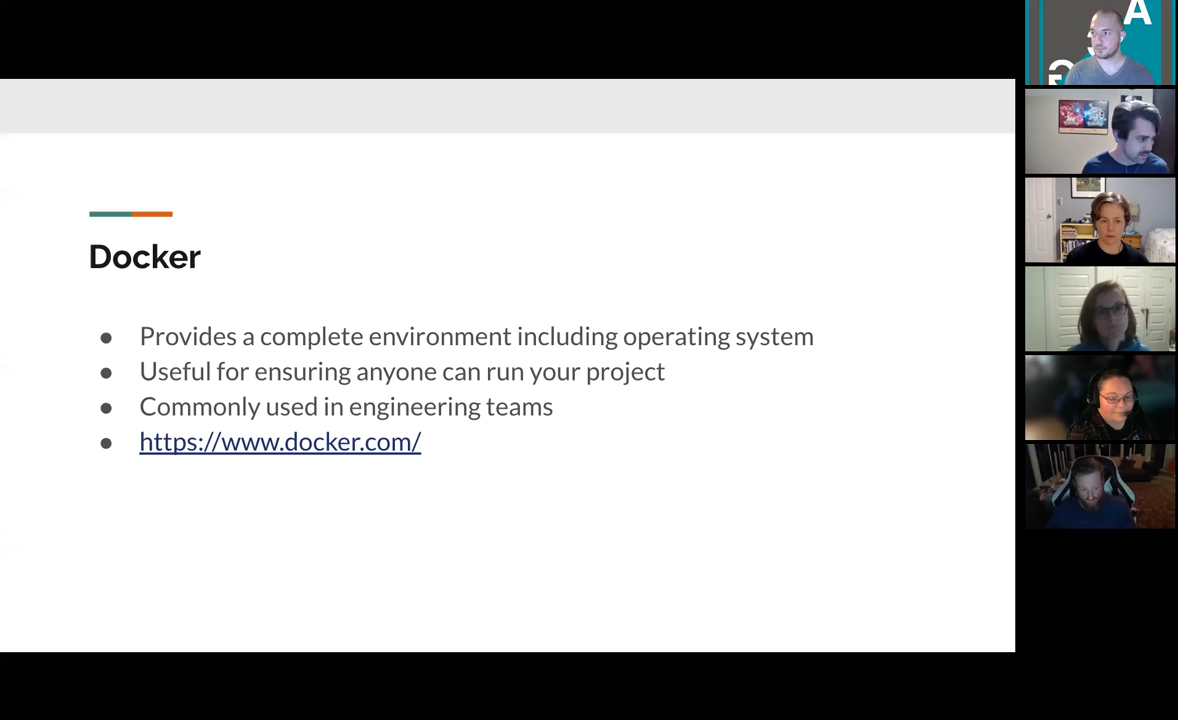 Docker
● Provides a complete environment including operating system
● Useful for ensuring anyone can run your project
● Commonly used in engineering teams
● https://www.docker.com/
A
G